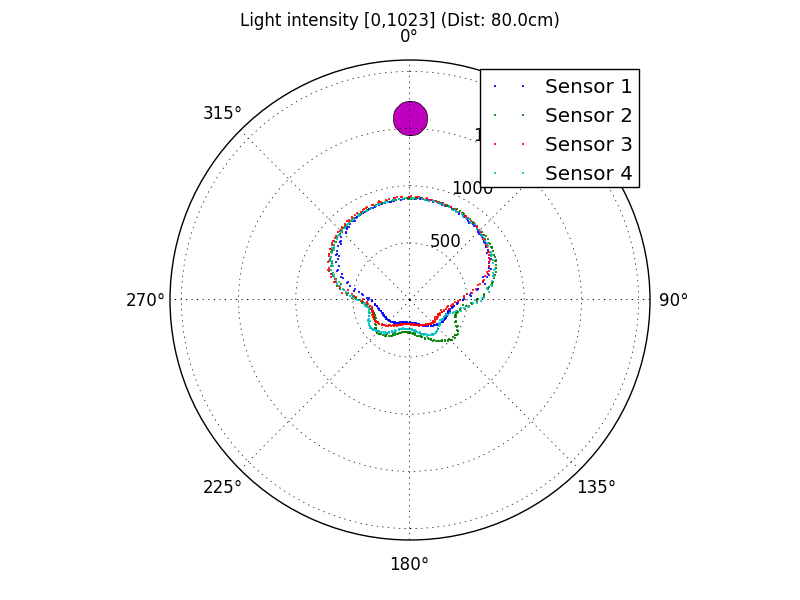 Light intensity [0,1023] (Dist: 80.0cm)
0°
315°
Sensor 1
Sensor 2
Sensor 3
Sensor 4
1000
500
270°
90°
225°
135°
180°